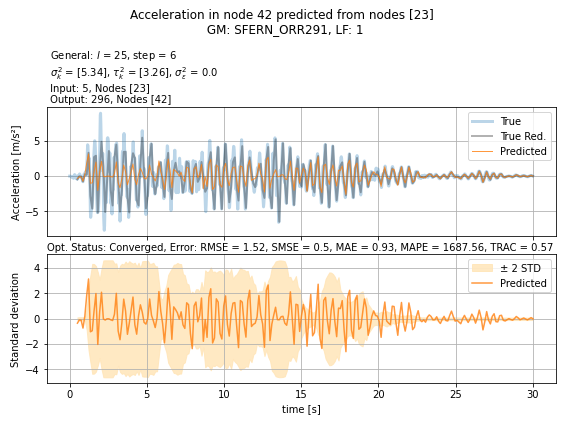 Acceleration in node 42 predicted from nodes [23]
GM: SFERN_ORR291, LF: 1
General: l = 25, step = 6
σ²ₖ = [5.34], τ²ₖ = [3.26], σ²ε = 0.0
Input: 5, Nodes [23]
Output: 296, Nodes [42]
True
True Red.
Predicted
Acceleration [m/s²]
5
0
−5
Opt. Status: Converged, Error: RMSE = 1.52, SMSE = 0.5, MAE = 0.93, MAPE = 1687.56, TRAC = 0.57
± 2 STD
Predicted
Standard deviation
4
2
0
−2
−4
0 5 10 15 20 25 30
time [s]